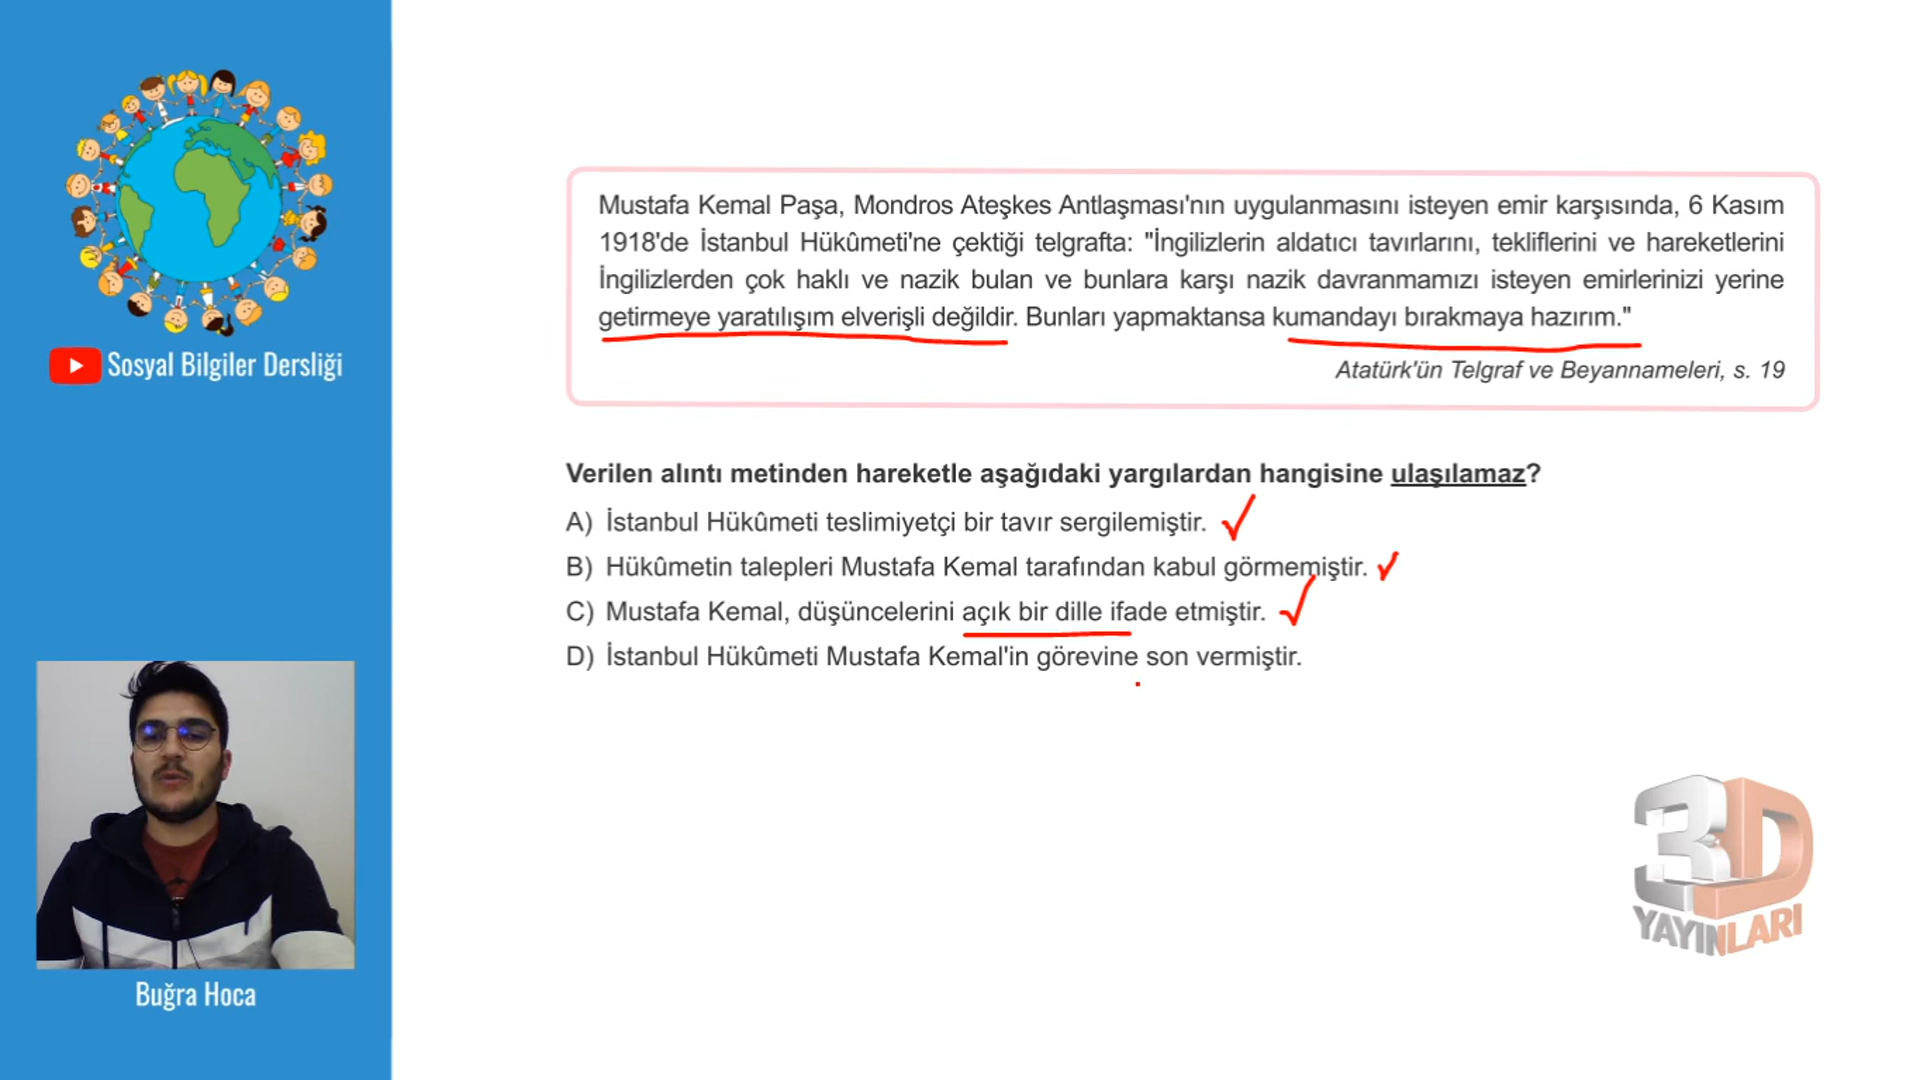 Sosyal Bilgiler Dersliği
Buğra Hoca
Mustafa Kemal Paşa, Mondros Ateşkes Antlaşması'nın uygulanmasını isteyen emir karşısında, 6 Kasım
1918'de İstanbul Hükûmeti'ne çektiği telgrafta: "İngilizlerin aldatıcı tavırlarını, tekliflerini ve hareketlerini
İngilizlerden çok haklı ve nazik bulan ve bunlara karşı nazik davranmamızı isteyen emirlerinizi yerine
getirmeye yaratılışım elverişli değildir. Bunları yapmaktansa kumandayı bırakmaya hazırım."
Atatürk'ün Telgraf ve Beyannameleri, s. 19
Verilen alıntı metinden hareketle aşağıdaki yargılardan hangisine ulaşılamaz?
A) İstanbul Hükûmeti teslimiyetçi bir tavır sergilemiştir.
B) Hükûmetin talepleri Mustafa Kemal tarafından kabul görmemiştir.
C) Mustafa Kemal, düşüncelerini açık bir dille ifade etmiştir.
D) İstanbul Hükûmeti Mustafa Kemal'in görevine son vermiştir.
3D
YAYINLARI